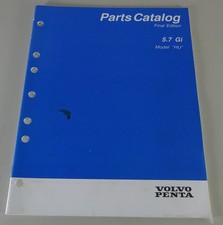 Parts Catalog
Final Edition
5.7 Gi
Model "HU"
VOLVO
PENTA